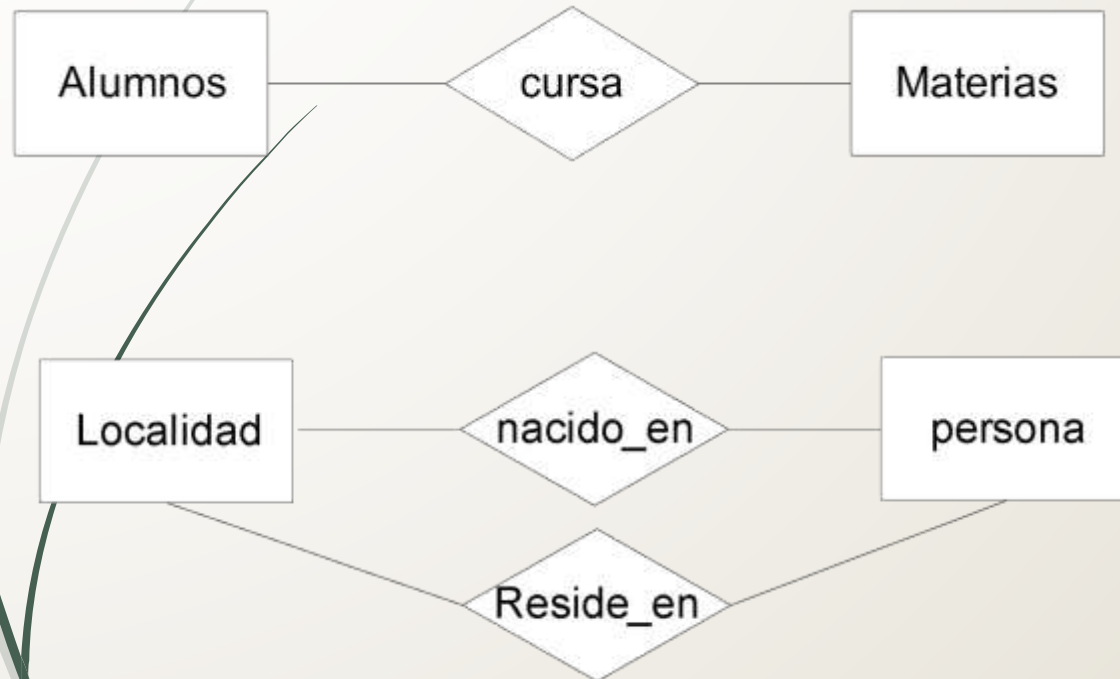 Alumnos cursa Materias
Localidad nacido_en persona
Reside_en